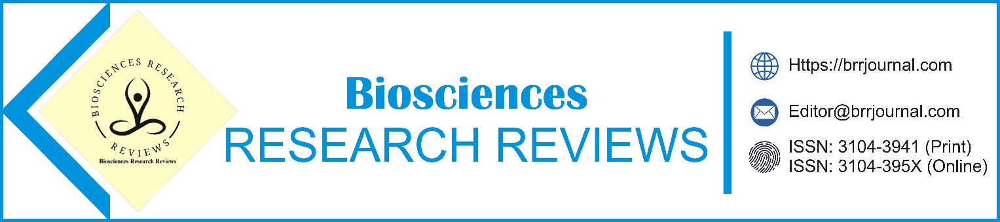 BIOSCIENCES RESEARCH
REVIEWS
Biosciences Research Reviews
Biosciences
RESEARCH REVIEWS
Https://brrjournal.com
Editor@brrjournal.com
ISSN: 3104-3941 (Print)
ISSN: 3104-395X (Online)